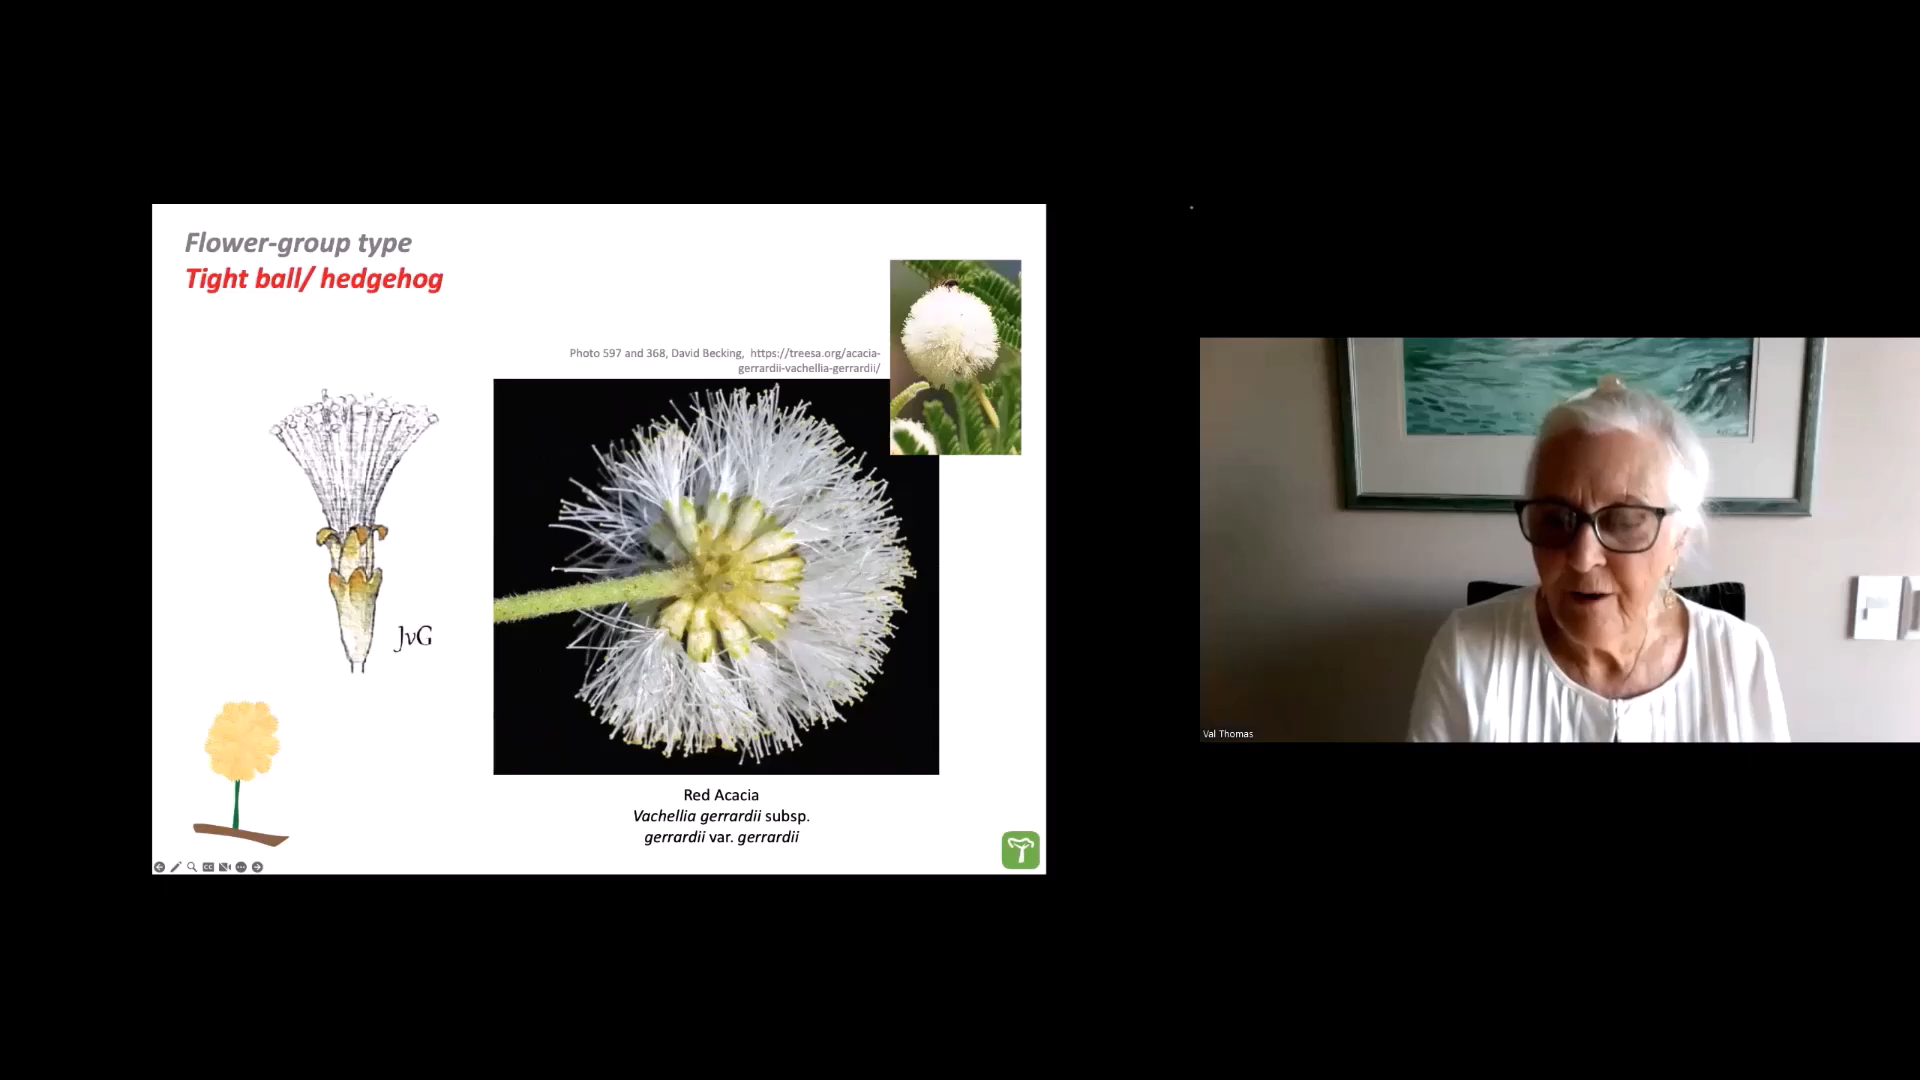 Flower-group type
Tight ball/ hedgehog
Photo 597 and 368, David Becking, https://treesa.org/acacia-
gerrardii-vachellia-gerrardii/
JvG
Red Acacia
Vachellia gerrardii subsp.
gerrardii var. gerrardii
Val Thomas